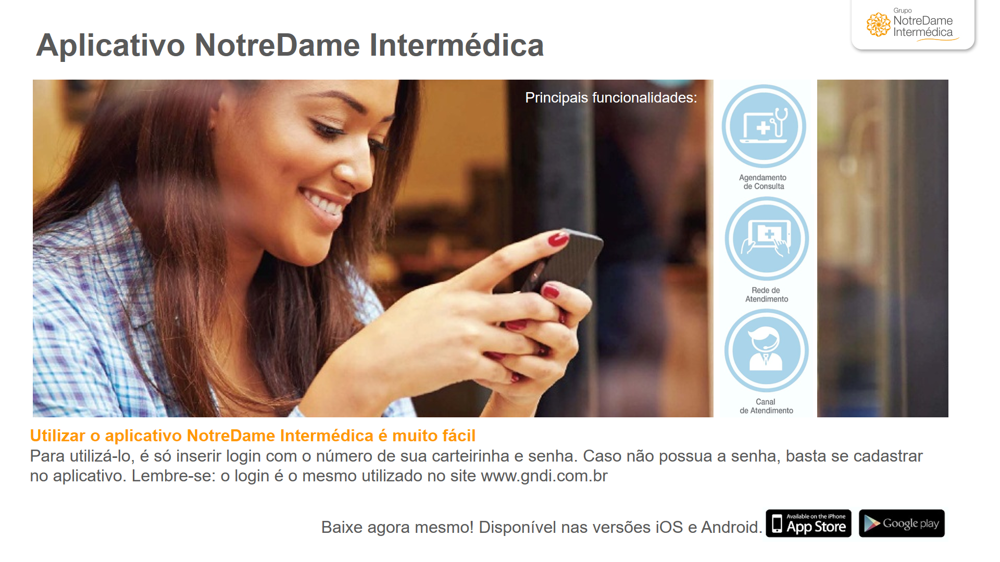 Grupo
NotreDame
Intermédica
Aplicativo NotreDame Intermédica
Principais funcionalidades:
Agendamento
de Consulta
Rede de
Atendimento
Canal
de Atendimento
Utilizar o aplicativo NotreDame Intermédica é muito fácil
Para utilizá-lo, é só inserir login com o número de sua carteirinha e senha. Caso não possua a senha, basta se cadastrar
no aplicativo. Lembre-se: o login é o mesmo utilizado no site www.gndi.com.br
Baixe agora mesmo! Disponível nas versões iOS e Android.
Available on the iPhone
App Store
Google play